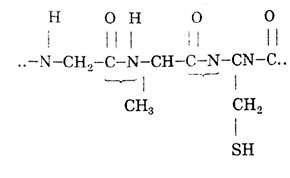 H O H O O
..–N–CH₂–C–N–CH–C–N–CN–C..
CH₃ CH₂
SH